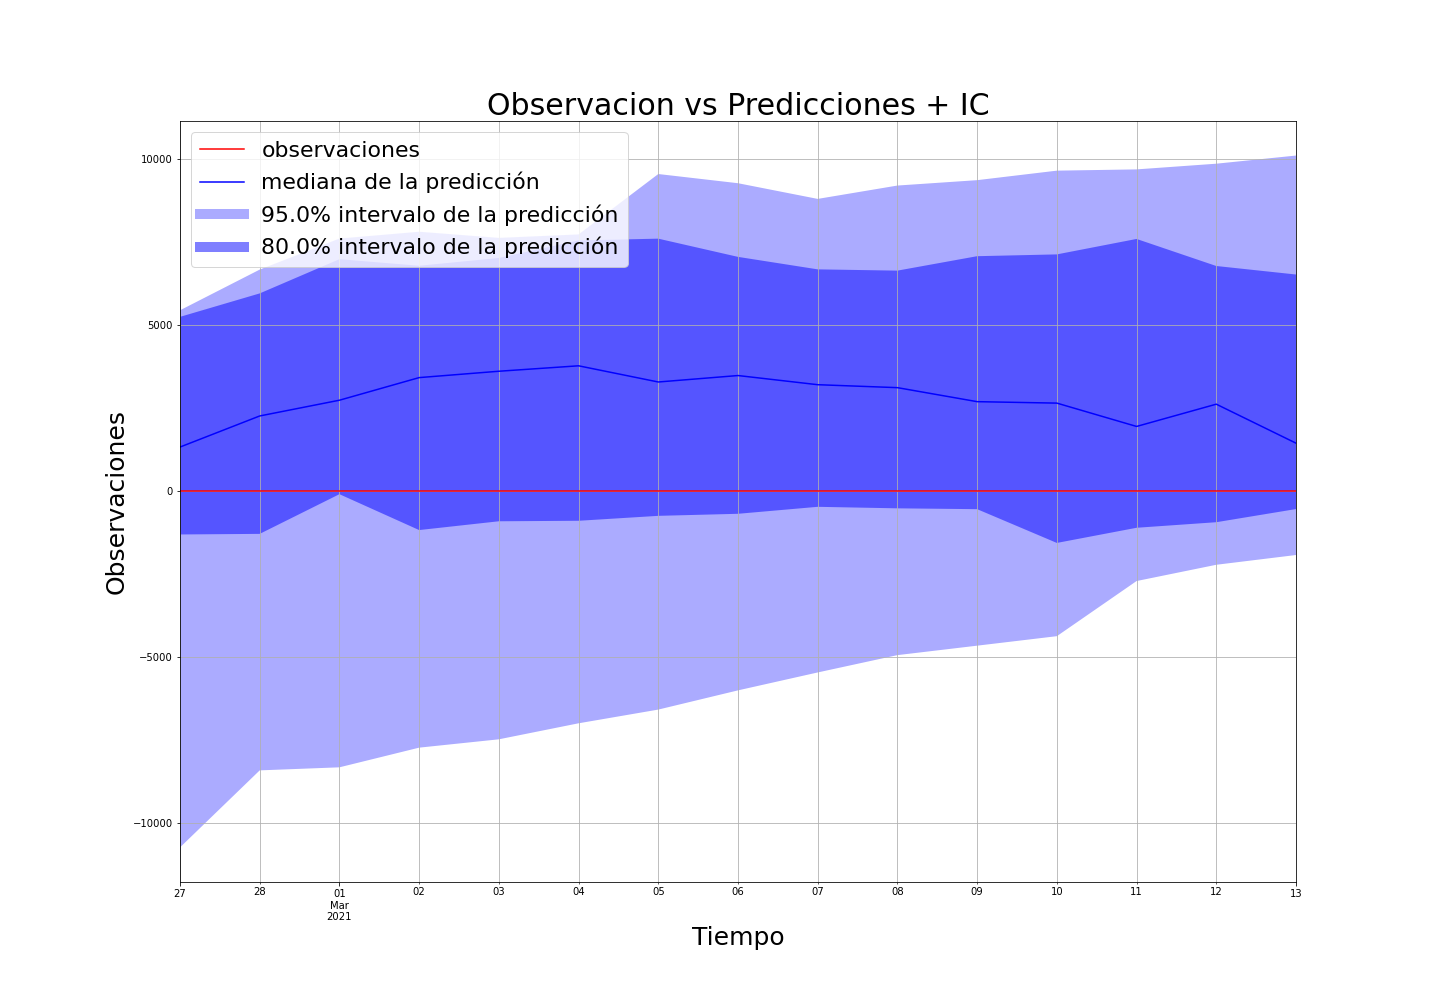 Observacion vs Predicciones + IC
observaciones
mediana de la predicción
95.0% intervalo de la predicción
80.0% intervalo de la predicción
Observaciones
10000
5000
0
−5000
−10000
27 28 01 02 03 04 05 06 07 08 09 10 11 12 13
Mar
2021
Tiempo